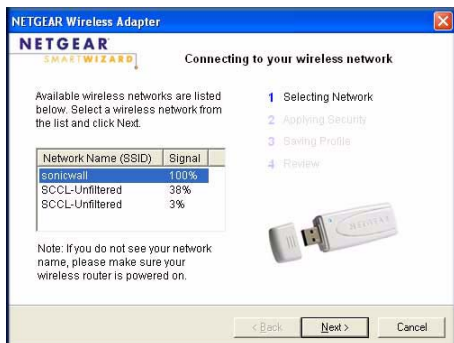 NETGEAR Wireless Adapter
NETGEAR
SMARTWIZARD
Connecting to your wireless network
Available wireless networks are listed
below. Select a wireless network from
the list and click Next.
Network Name (SSID) Signal
sonicwall 100%
SCCL-Unfiltered 38%
SCCL-Unfiltered 3%
Note: If you do not see your network
name, please make sure your
wireless router is powered on.
1 Selecting Network
2 Applying Security
3 Saving Profile
4 Review
NETGEAR
< Back Next > Cancel